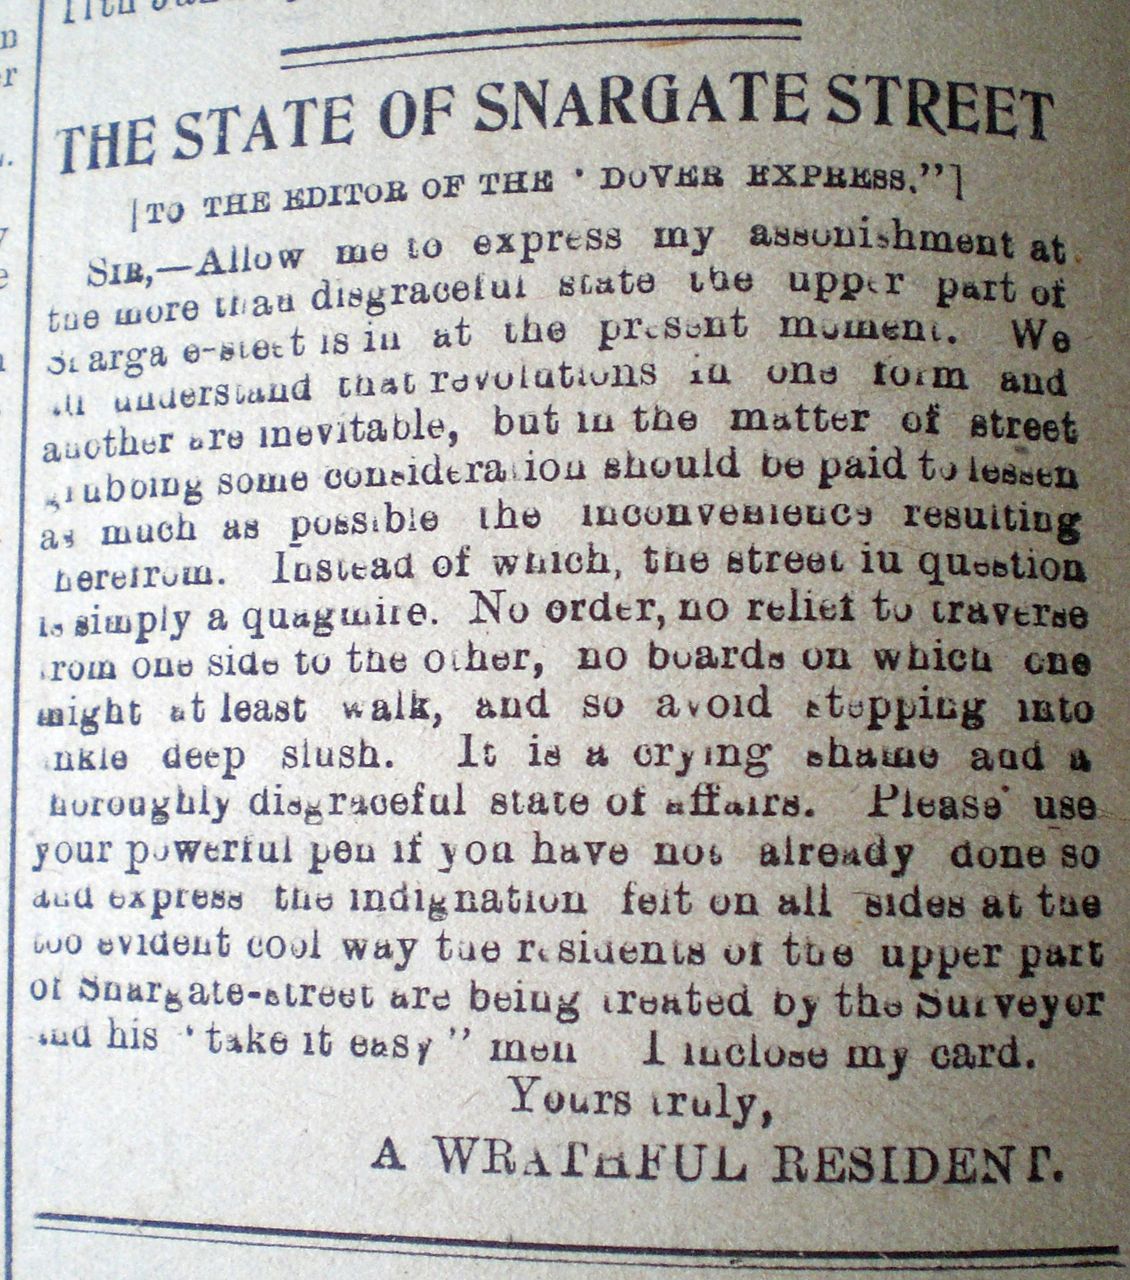 11th
THE STATE OF SNARGATE STREET
[TO THE EDITOR OF THE ' DOVER EXPRESS."]
SIR,—Allow me to express my assonishment at
the more than disgraceful state the upper part of
Snargate-street is in at the present moment. We
all understand that revolutions in one form and
another are inevitable, but in the matter of street
grubbing some consideration should be paid to lessen
as much as possible the inconvenience resulting
herefrom. Instead of which, the street in question
is simply a quagmire. No order, no relief to traverse
from one side to the other, no boards on which one
might at least walk, and so avoid stepping into
ankle deep slush. It is a crying shame and a
thoroughly disgraceful state of affairs. Please use
your powerful pen if you have not already done so
and express the indignation felt on all sides at the
too evident cool way the residents of the upper part
of Snargate-street are being treated by the Surveyor
and his ' take it easy " men I inclose my card.
Yours truly,
A WRATHFUL RESIDENT.